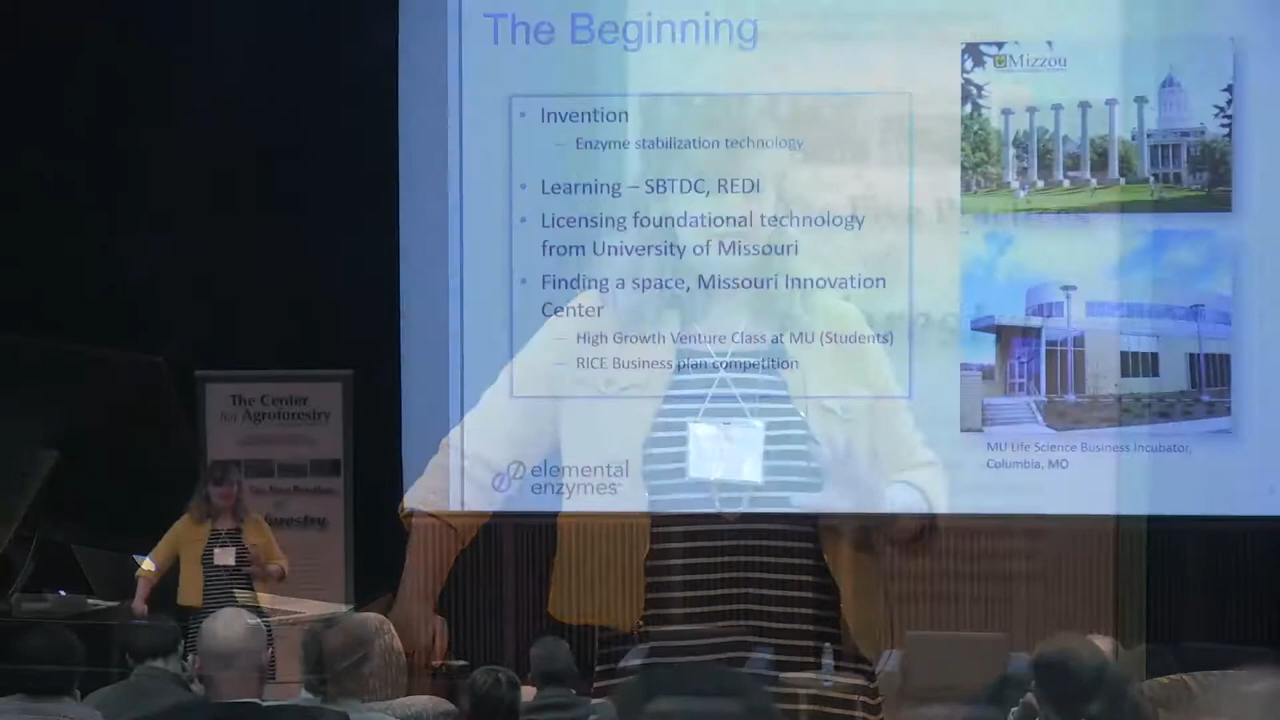 The Beginning
• Invention
– Enzyme stabilization technology
• Learning – SBTDC, REDI
• Licensing foundational technology
from University of Missouri
• Finding a space, Missouri Innovation
Center
– High Growth Venture Class at MU (Students)
– RICE Business plan competition
elemental
enzymes
Mizzou
MU Life Science Business Incubator,
Columbia, MO
The Center
for Agroforestry